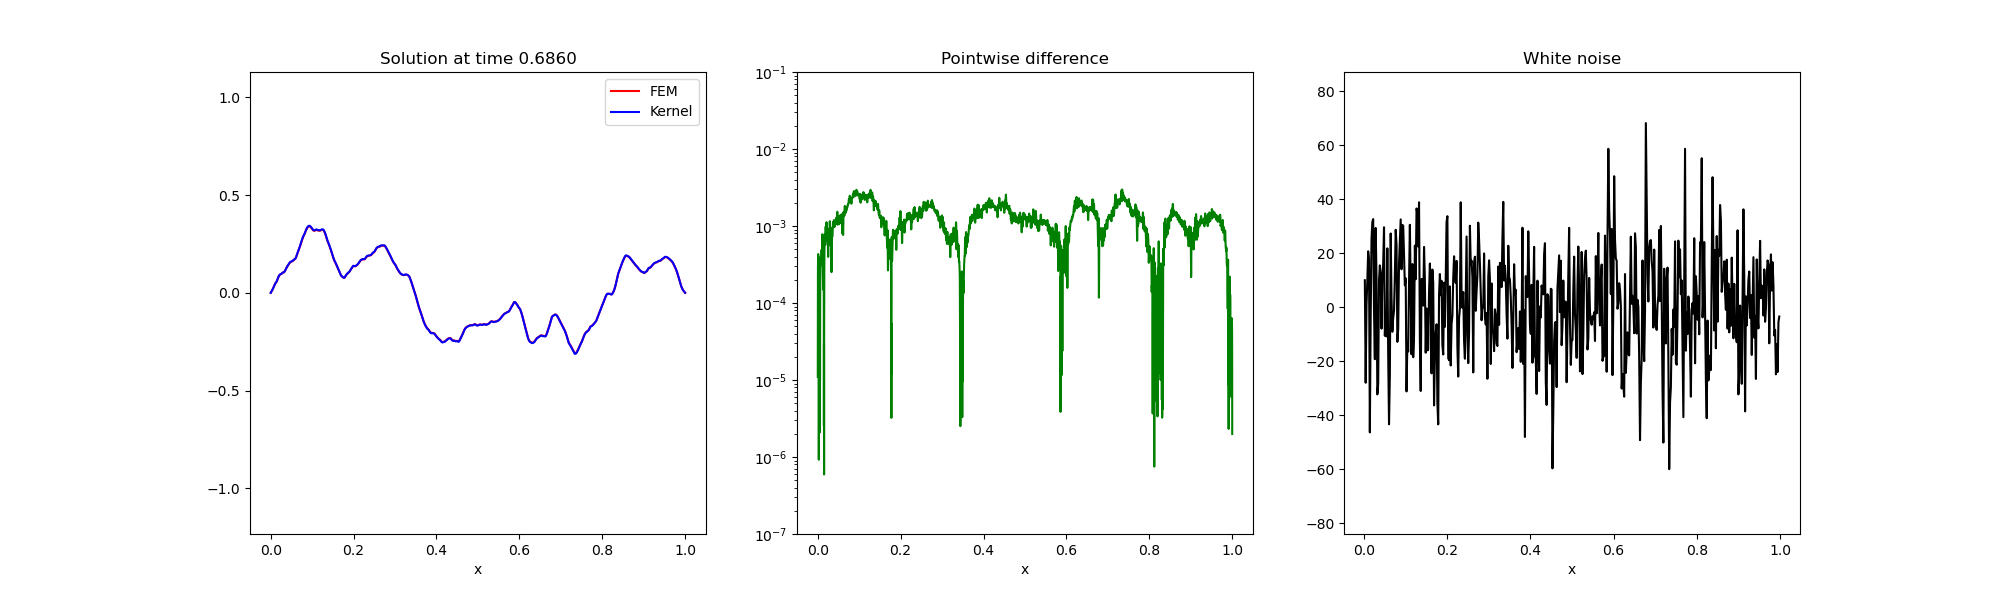 Solution at time 0.6860
1.0
0.5
0.0
−0.5
−1.0
FEM
Kernel
0.0 0.2 0.4 0.6 0.8 1.0
x
Pointwise difference
10⁻¹
10⁻²
10⁻³
10⁻⁴
10⁻⁵
10⁻⁶
10⁻⁷
0.0 0.2 0.4 0.6 0.8 1.0
x
White noise
80
60
40
20
0
−20
−40
−60
−80
0.0 0.2 0.4 0.6 0.8 1.0
x